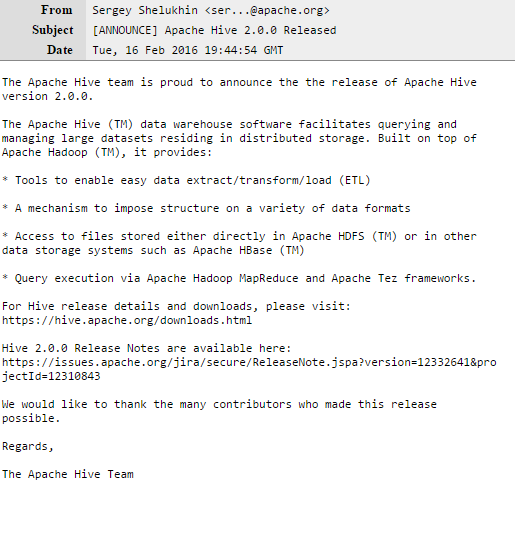 From Sergey Shelukhin <ser...@apache.org>
Subject [ANNOUNCE] Apache Hive 2.0.0 Released
Date Tue, 16 Feb 2016 19:44:54 GMT
The Apache Hive team is proud to announce the the release of Apache Hive
version 2.0.0.
The Apache Hive (TM) data warehouse software facilitates querying and
managing large datasets residing in distributed storage. Built on top of
Apache Hadoop (TM), it provides:
* Tools to enable easy data extract/transform/load (ETL)
* A mechanism to impose structure on a variety of data formats
* Access to files stored either directly in Apache HDFS (TM) or in other
data storage systems such as Apache HBase (TM)
* Query execution via Apache Hadoop MapReduce and Apache Tez frameworks.
For Hive release details and downloads, please visit:
https://hive.apache.org/downloads.html
Hive 2.0.0 Release Notes are available here:
https://issues.apache.org/jira/secure/ReleaseNote.jspa?version=12332641&pro
jectId=12310843
We would like to thank the many contributors who made this release
possible.
Regards,
The Apache Hive Team